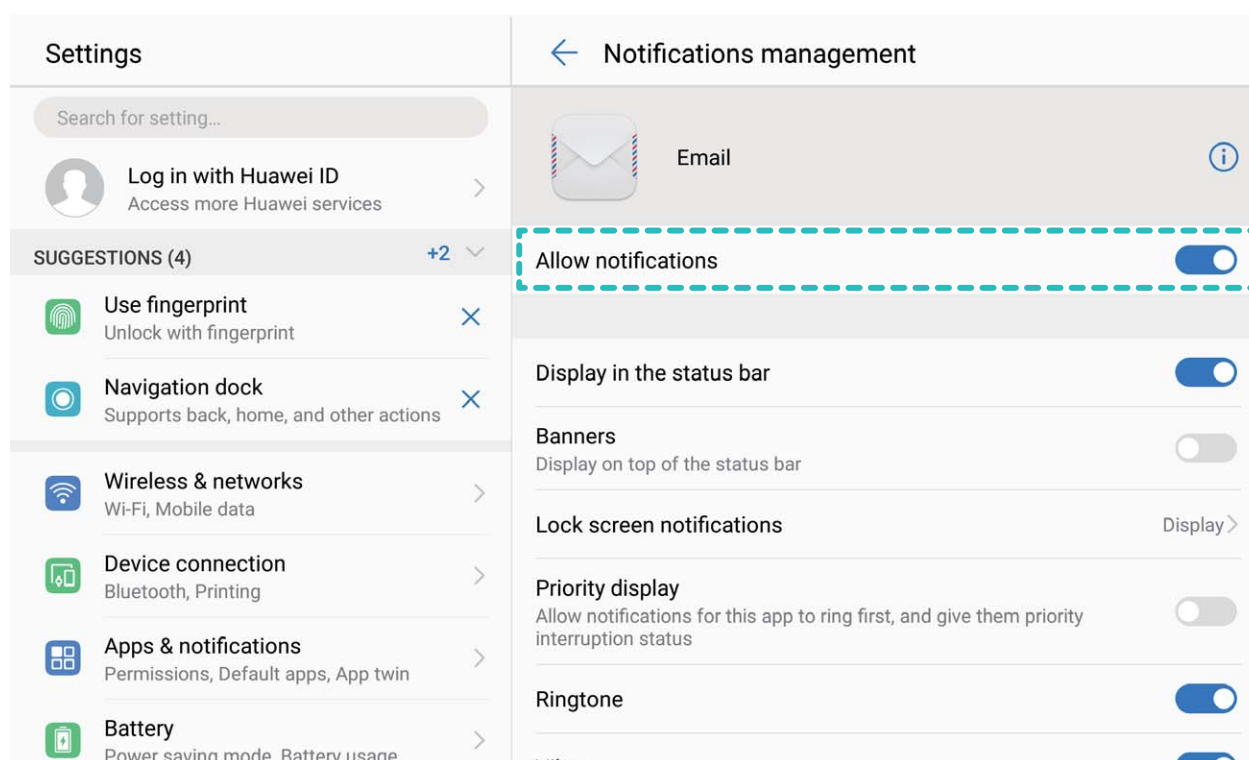 Settings
Search for setting...
Log in with Huawei ID
Access more Huawei services
SUGGESTIONS (4)
+2
Use fingerprint
Unlock with fingerprint
Navigation dock
Supports back, home, and other actions
Wireless & networks
Wi-Fi, Mobile data
Device connection
Bluetooth, Printing
Apps & notifications
Permissions, Default apps, App twin
Battery
Power saving mode, Battery usage
Notifications management
Email
Allow notifications
Display in the status bar
Banners
Display on top of the status bar
Lock screen notifications
Display
Priority display
Allow notifications for this app to ring first, and give them priority
interruption status
Ringtone